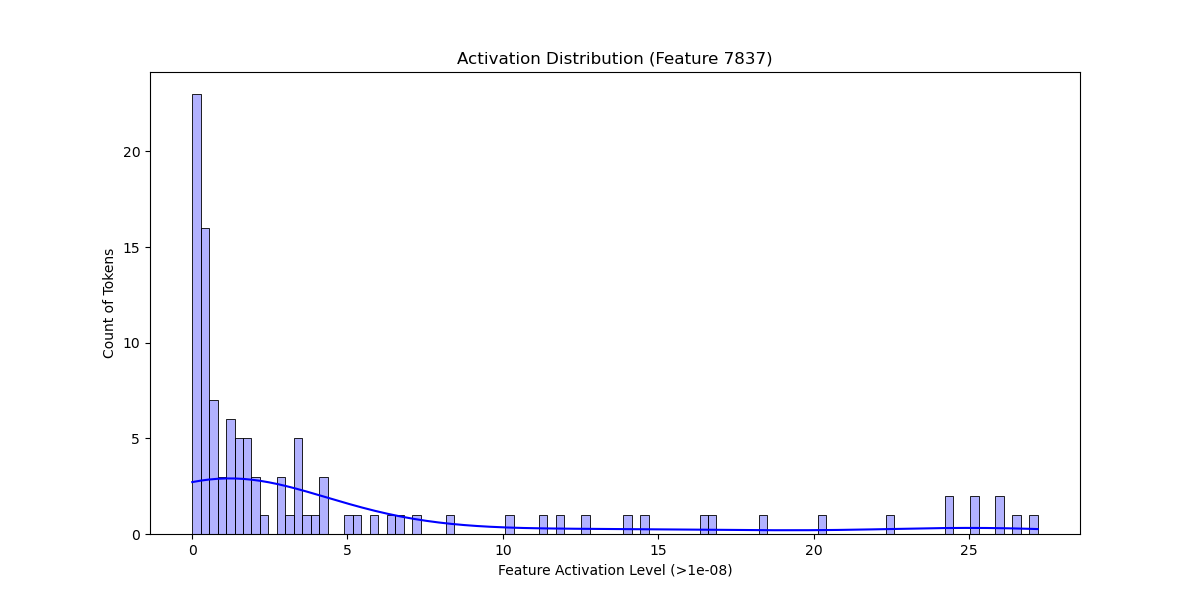 Activation Distribution (Feature 7837)
20
15
10
5
0
Count of Tokens
0 5 10 15 20 25
Feature Activation Level (>1e-08)